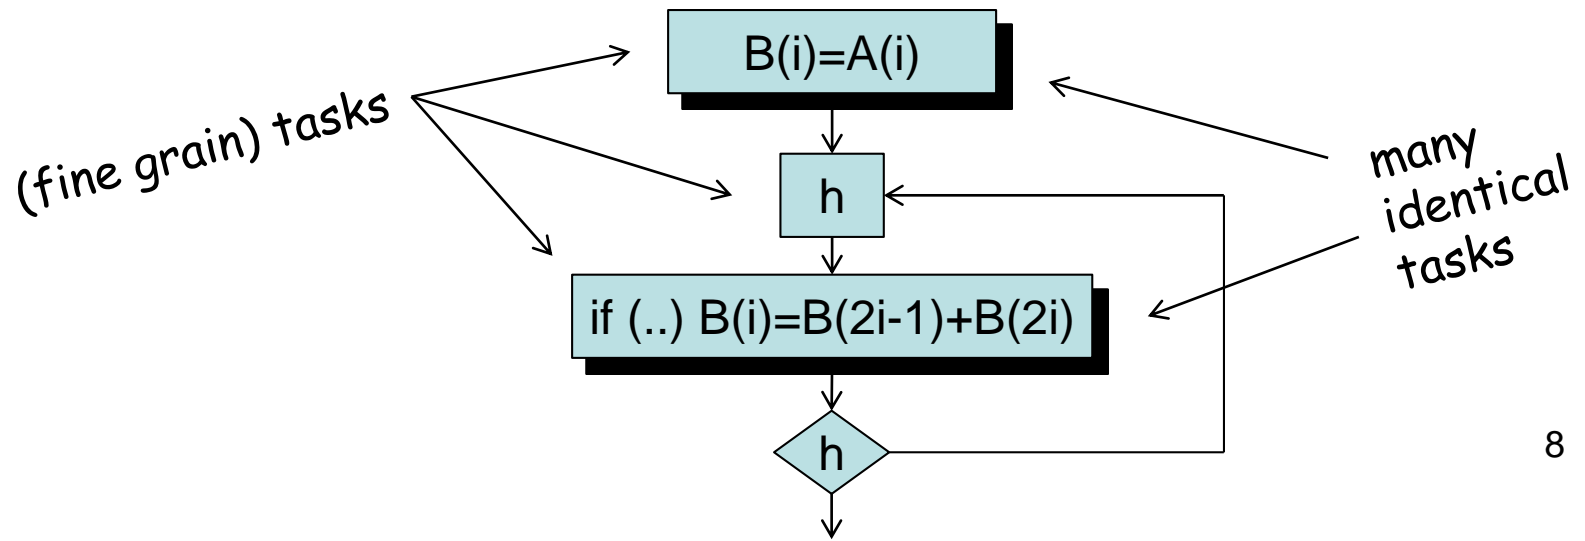 B(i)=A(i)
(fine grain) tasks
many
identical
tasks
h
if (..) B(i)=B(2i-1)+B(2i)
h
8